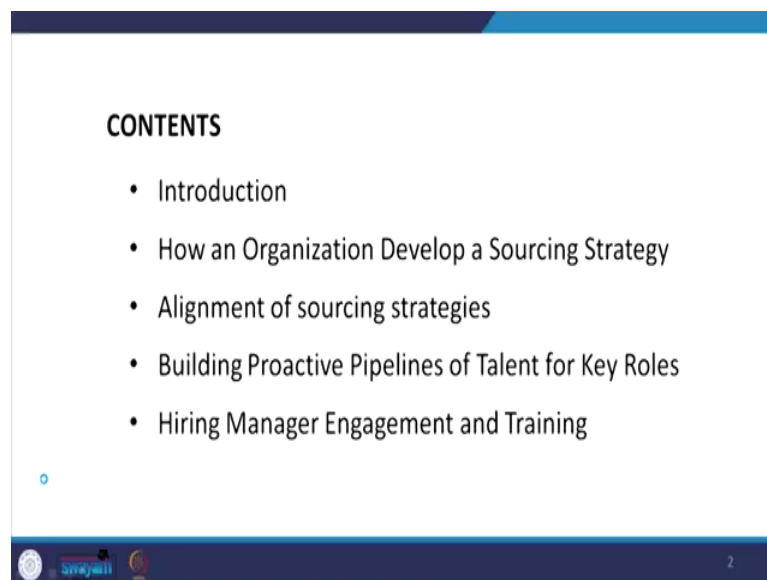 CONTENTS
• Introduction
• How an Organization Develop a Sourcing Strategy
• Alignment of sourcing strategies
• Building Proactive Pipelines of Talent for Key Roles
• Hiring Manager Engagement and Training
swayam
2